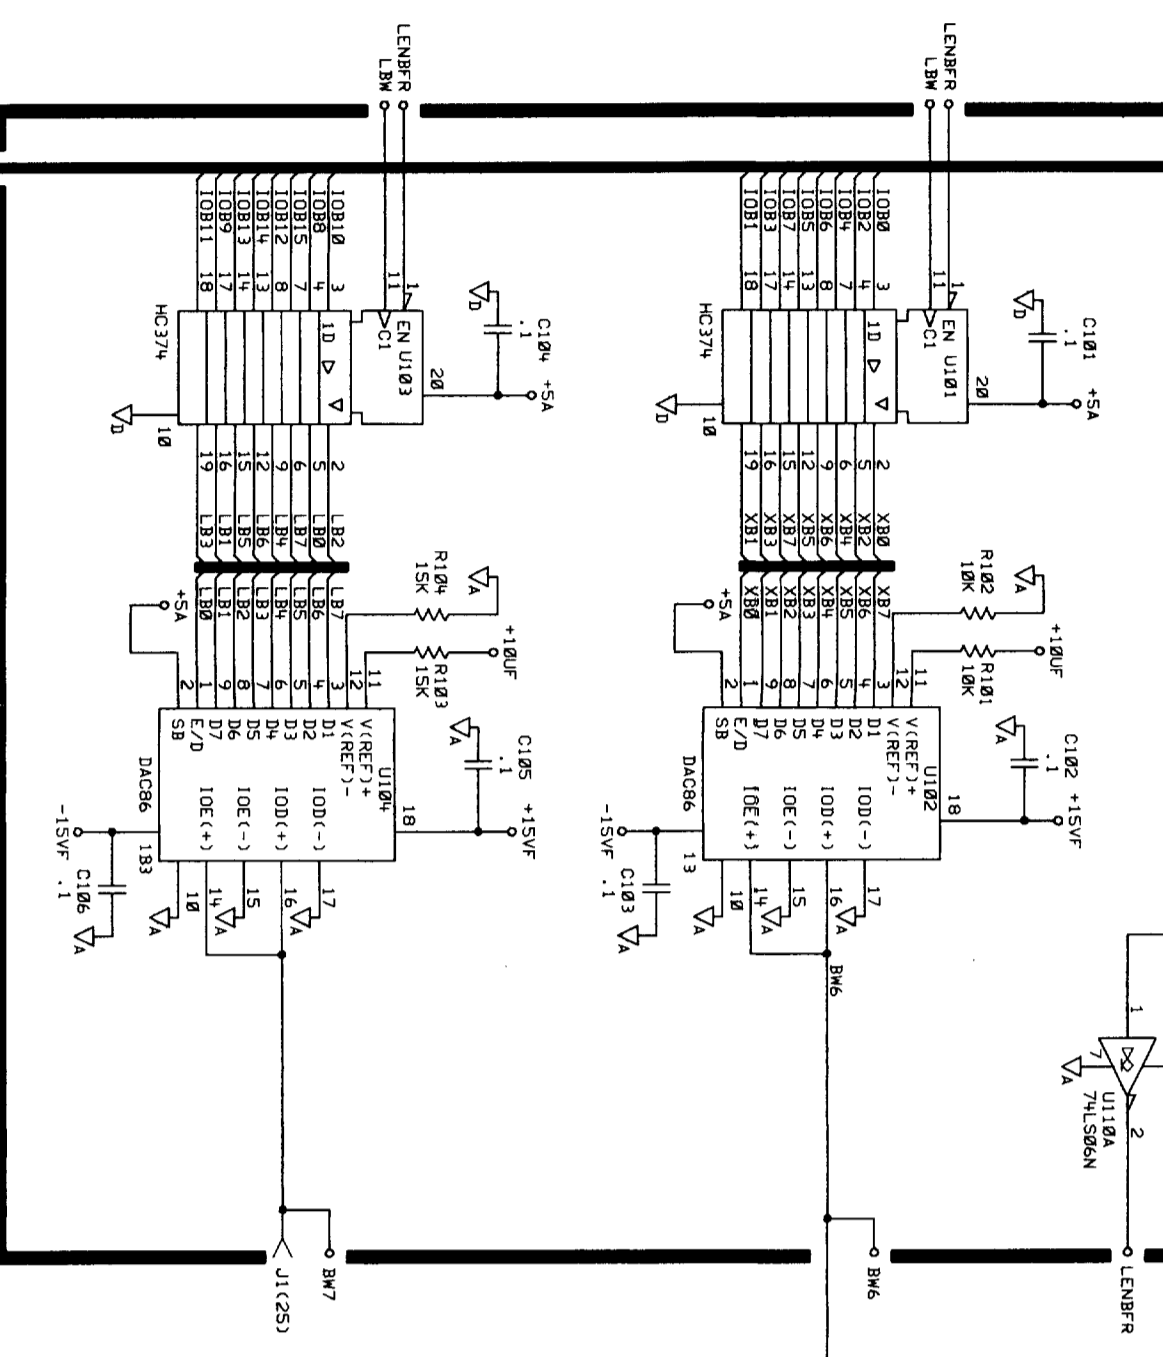 LENBFR
LBW
LENBFR
LBW
IOB10
IOB8
IOB15
IOB12
IOB14
IOB13
IOB9
IOB11
3
4
7
8
13
14
17
18
1
11
EN U103
C1
1D
HC374
20
10
D
D
C104
.1
+5A
2
5
6
9
12
15
16
19
LB2
LB0
LB7
LB4
LB6
LB5
LB1
LB3
LB7
LB6
LB5
LB4
LB3
LB2
LB1
LB0
+5A
R104
15K
A
R103
15K
+10UF
11
12
3
4
5
6
7
8
9
1
2
V(REF)+
V(REF)-
D1
D2
D3
D4
D5
D6
D7
E/D
SB
U104
DAC86
IOD(-)
IOD(+)
IOE(-)
IOE(+)
18
C105
.1
+15VF
A
-15VF
C106
.1
A
1B3
17
16
15
14
10
A
A
A
BW7
J1(25)
IOB0
IOB2
IOB4
IOB6
IOB5
IOB7
IOB3
IOB1
3
4
7
8
13
14
17
18
1
11
EN U101
C1
1D
HC374
20
10
D
D
C101
.1
+5A
2
5
6
9
12
15
16
19
XB0
XB2
XB4
XB6
XB5
XB7
XB3
XB1
XB7
XB6
XB5
XB4
XB3
XB2
XB1
XB0
+5A
R102
10K
A
R101
10K
+10UF
11
12
3
4
5
6
7
8
9
1
2
V(REF)+
V(REF)-
D1
D2
D3
D4
D5
D6
D7
E/D
SB
U102
DAC86
IOD(-)
IOD(+)
IOE(-)
IOE(+)
18
C102
.1
+15VF
A
-15VF
C103
.1
A
13
17
16
15
14
10
A
A
A
BW6
BW6
1
7
A
U110A
74LS06N
2
LENBFR